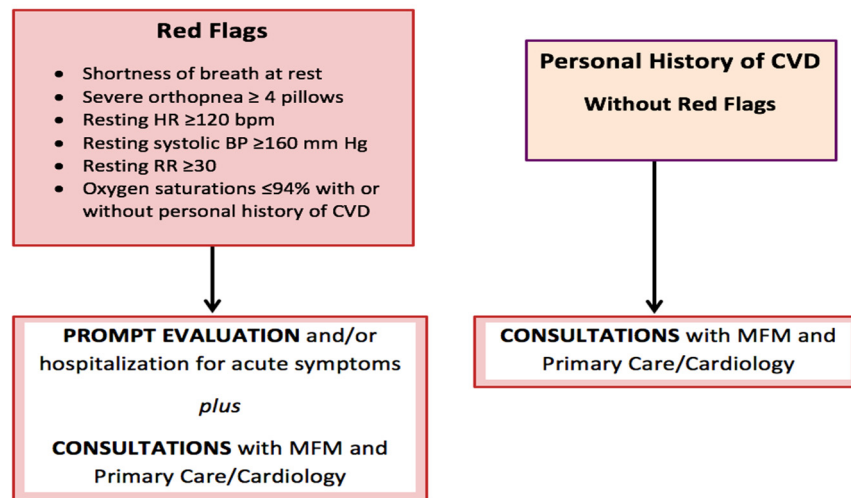 Red Flags
• Shortness of breath at rest
• Severe orthopnea ≥ 4 pillows
• Resting HR ≥120 bpm
• Resting systolic BP ≥160 mm Hg
• Resting RR ≥30
• Oxygen saturations ≤94% with or
without personal history of CVD
PROMPT EVALUATION and/or
hospitalization for acute symptoms
plus
CONSULTATIONS with MFM and
Primary Care/Cardiology
Personal History of CVD
Without Red Flags
CONSULTATIONS with MFM and
Primary Care/Cardiology